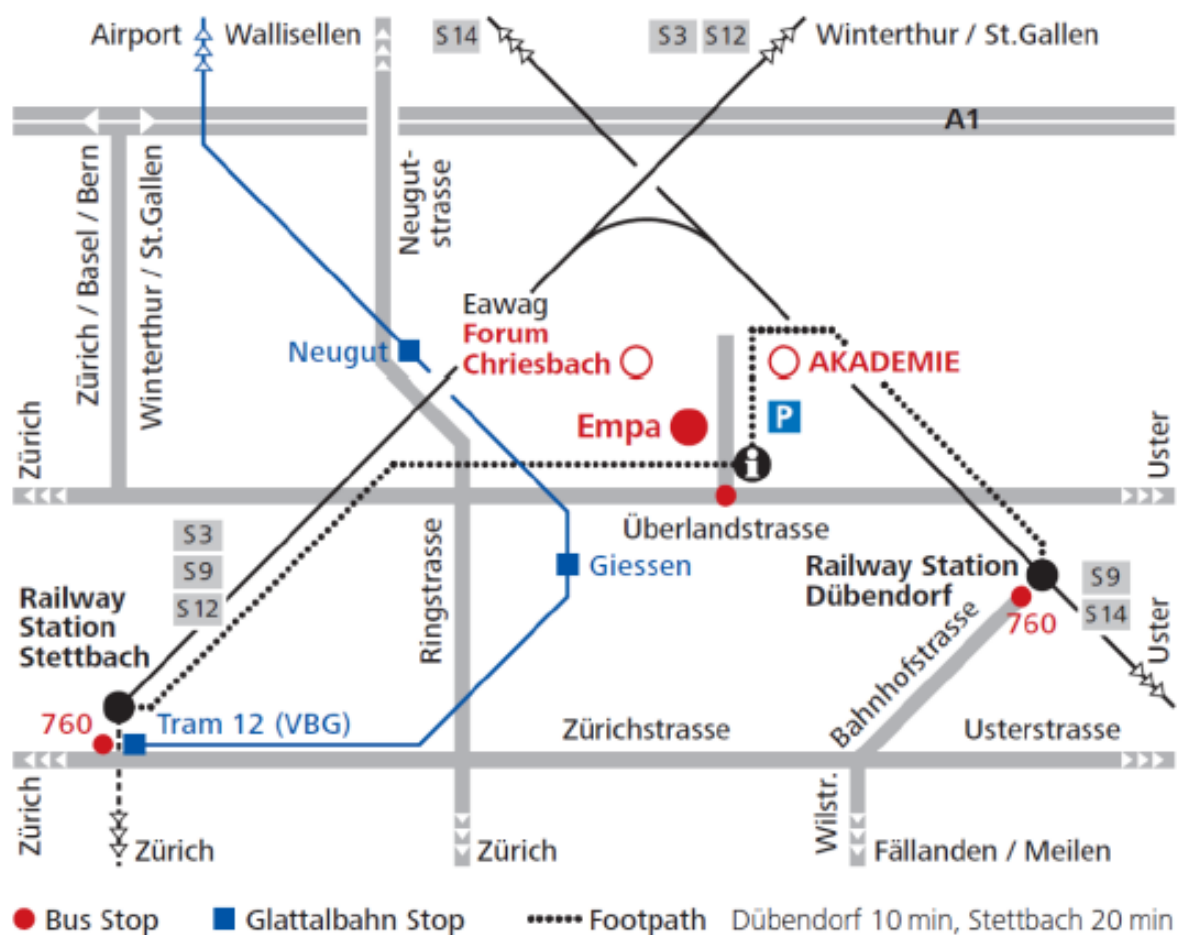 Airport
Wallisellen
S14
S3
S12
Winterthur / St.Gallen
A1
Zürich / Basel / Bern
Winterthur / St.Gallen
Neugut-
strasse
Eawag
Forum
Chriesbach
Neugut
AKADEMIE
P
Empa
i
Zürich
Uster
Überlandstrasse
S3
S9
S12
Giessen
Railway Station
Dübendorf
S9
S14
Uster
Railway
Station
Stettbach
Ringstrasse
760
Bahnhofstrasse
760
Tram 12 (VBG)
Zürichstrasse
Usterstrasse
Zürich
Zürich
Zürich
Wilstr.
Fällanden / Meilen
Bus Stop
Glattalbahn Stop
Footpath
Dübendorf 10 min, Stettbach 20 min